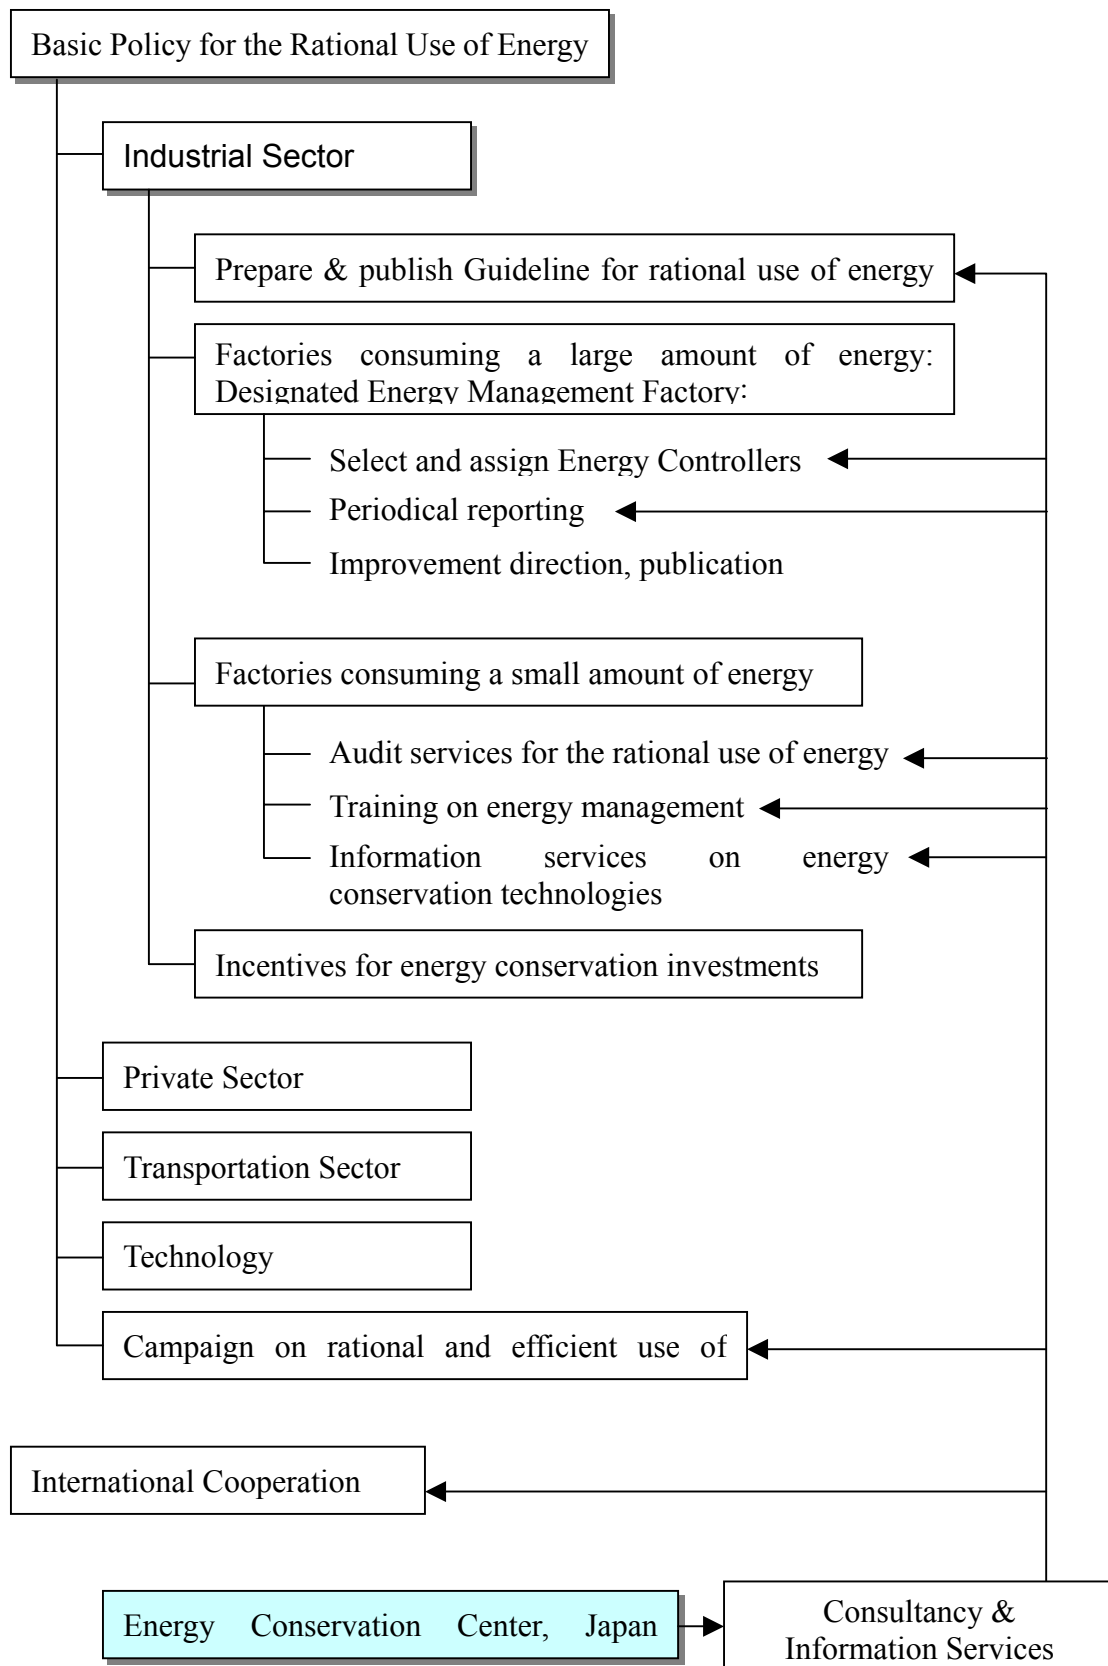 Basic Policy for the Rational Use of Energy
Industrial Sector
Prepare & publish Guideline for rational use of energy
Factories consuming a large amount of energy:
Designated Energy Management Factory:
Select and assign Energy Controllers
Periodical reporting
Improvement direction, publication
Factories consuming a small amount of energy
Audit services for the rational use of energy
Training on energy management
Information services on energy
conservation technologies
Incentives for energy conservation investments
Private Sector
Transportation Sector
Technology
Campaign on rational and efficient use of
International Cooperation
Energy Conservation Center, Japan
Consultancy &
Information Services